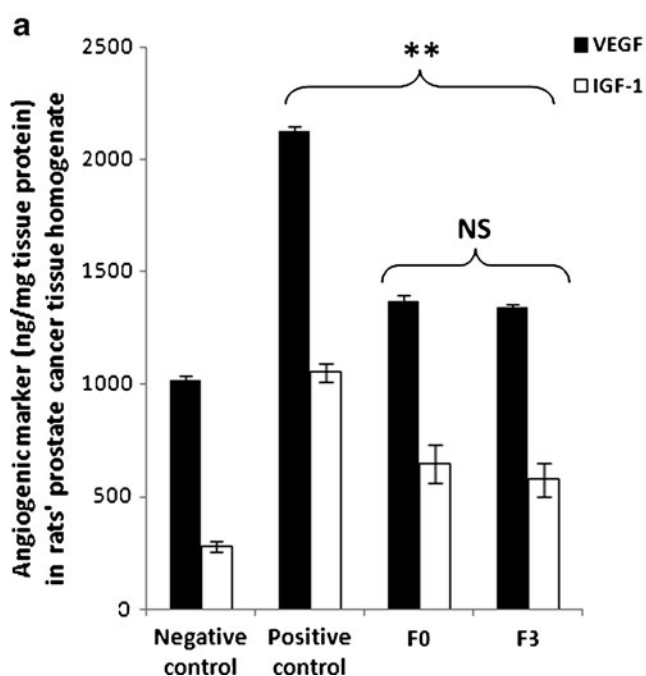 a
Angiogenic marker (ng/mg tissue protein)
in rats' prostate cancer tissue homogenate
2500
2000
1500
1000
500
0
**
NS
VEGF
IGF-1
Negative
control
Positive
control
F0
F3